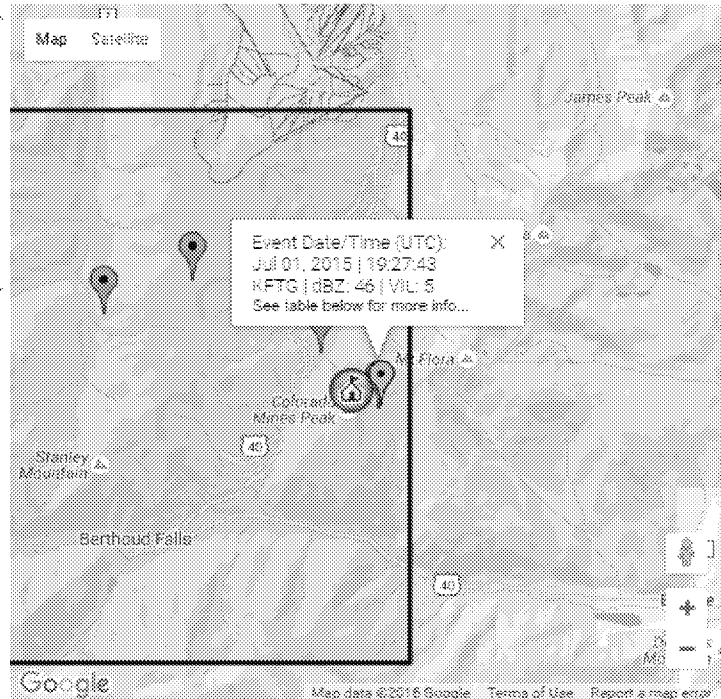 Map Satellite
James Peak
40
Event Date/Time (UTC):
Jul 01, 2015 | 19:27:43
KFTG | dBZ: 46 | VIL: 5
See table below for more info...
Mt Flora
Colorado
Mines Peak
40
Stanley
Mountain
Berthoud Falls
40
Google
Map data ©2016 Google Terms of Use Report a map error